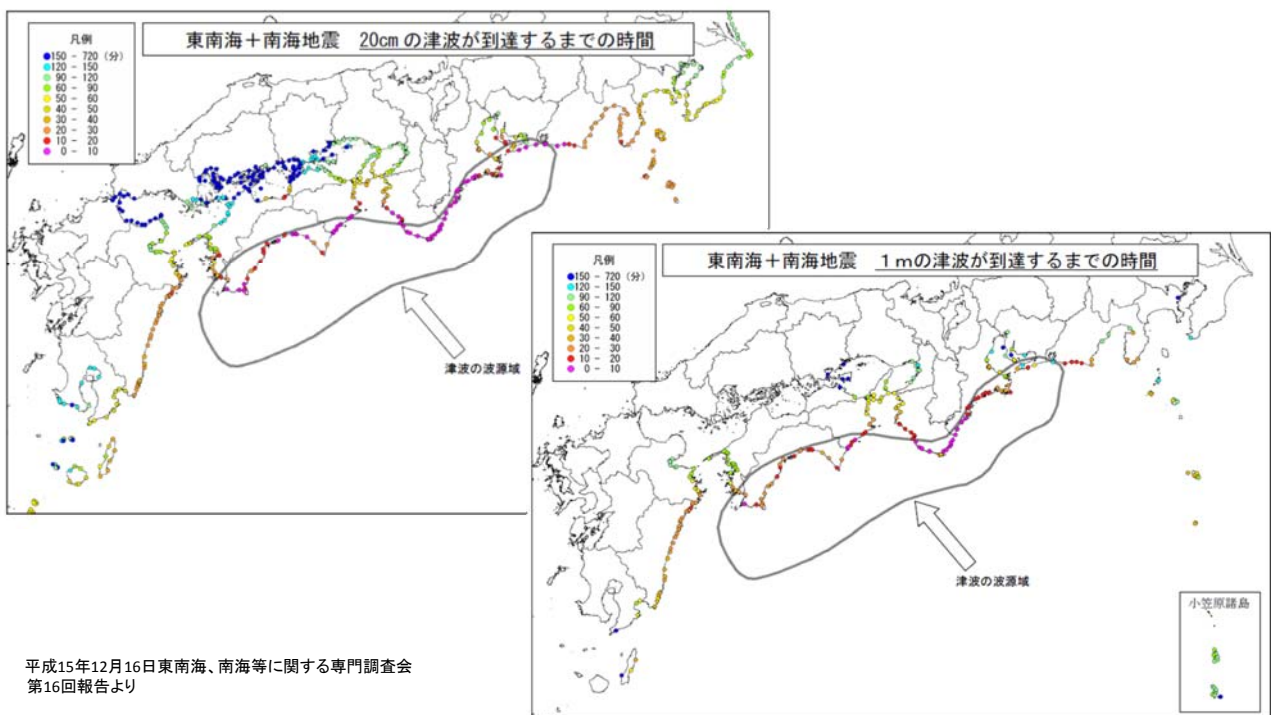 東南海+南海地震 20cmの津波が到達するまでの時間
凡例
150 - 720 (分)
120 - 150
90 - 120
60 - 90
50 - 60
40 - 50
30 - 40
20 - 30
10 - 20
0 - 10
津波の波源域
東南海+南海地震 1mの津波が到達するまでの時間
凡例
150 - 720 (分)
120 - 150
90 - 120
60 - 90
50 - 60
40 - 50
30 - 40
20 - 30
10 - 20
0 - 10
津波の波源域
小笠原諸島
平成15年12月16日東南海、南海等に関する専門調査会
第16回報告より